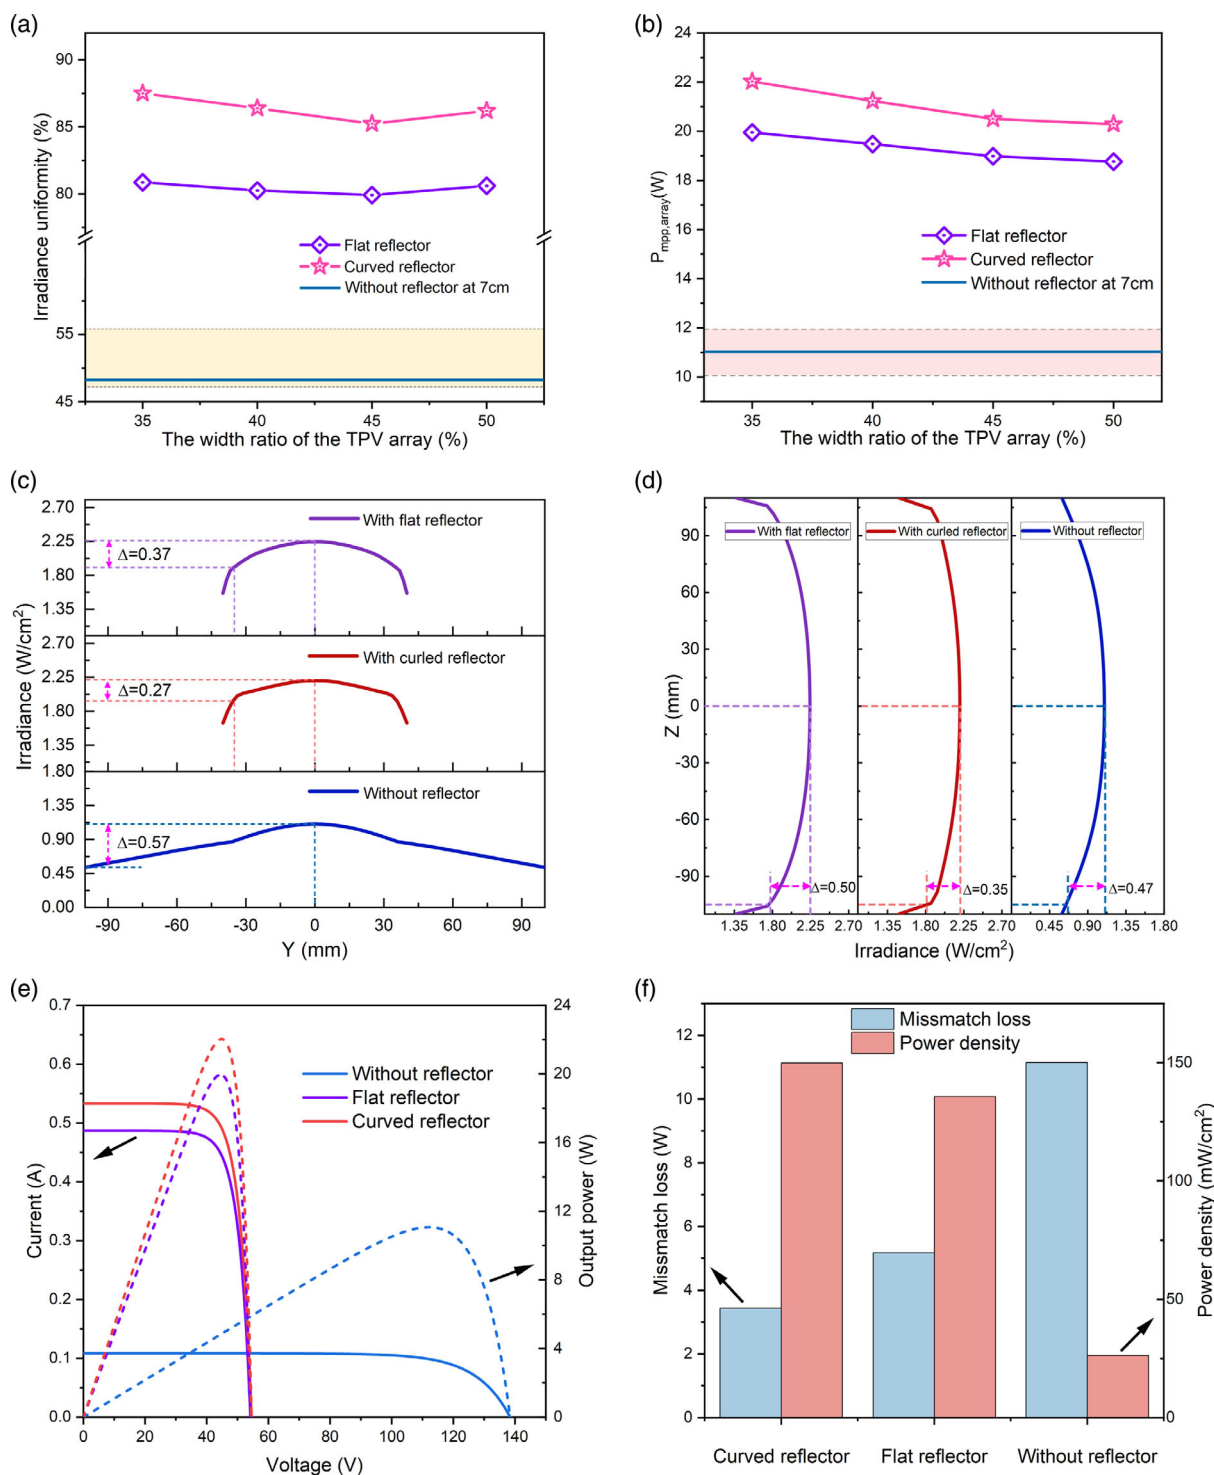 (a)
90
85
80
55
45
Irradiance uniformity (%)
Flat reflector
Curved reflector
Without reflector at 7cm
35 40 45 50
The width ratio of the TPV array (%)
(b)
24
22
20
18
16
14
12
10
Pmpp,array(W)
Flat reflector
Curved reflector
Without reflector at 7cm
35 40 45 50
The width ratio of the TPV array (%)
(c)
2.70
2.25
1.80
1.35
2.70
2.25
1.80
1.35
1.80
1.35
0.90
0.45
0.00
Irradiance (W/cm²)
With flat reflector
Δ=0.37
With curled reflector
Δ=0.27
Without reflector
Δ=0.57
-90 -60 -30 0 30 60 90
Y (mm)
(d)
90
60
30
0
-30
-60
-90
Z (mm)
With flat reflector
With curled reflector
Without reflector
Δ=0.50
Δ=0.35
Δ=0.47
1.35 1.80 2.25 2.70
1.35 1.80 2.25 2.70
0.45 0.90 1.35 1.80
Irradiance (W/cm²)
(e)
0.7
0.6
0.5
0.4
0.3
0.2
0.1
0.0
Current (A)
Without reflector
Flat reflector
Curved reflector
24
20
16
12
8
4
0
Output power (W)
0 20 40 60 80 100 120 140
Voltage (V)
(f)
12
10
8
6
4
2
0
Missmatch loss (W)
Missmatch loss
Power density
150
100
50
0
Power density (mW/cm²)
Curved reflector Flat reflector Without reflector